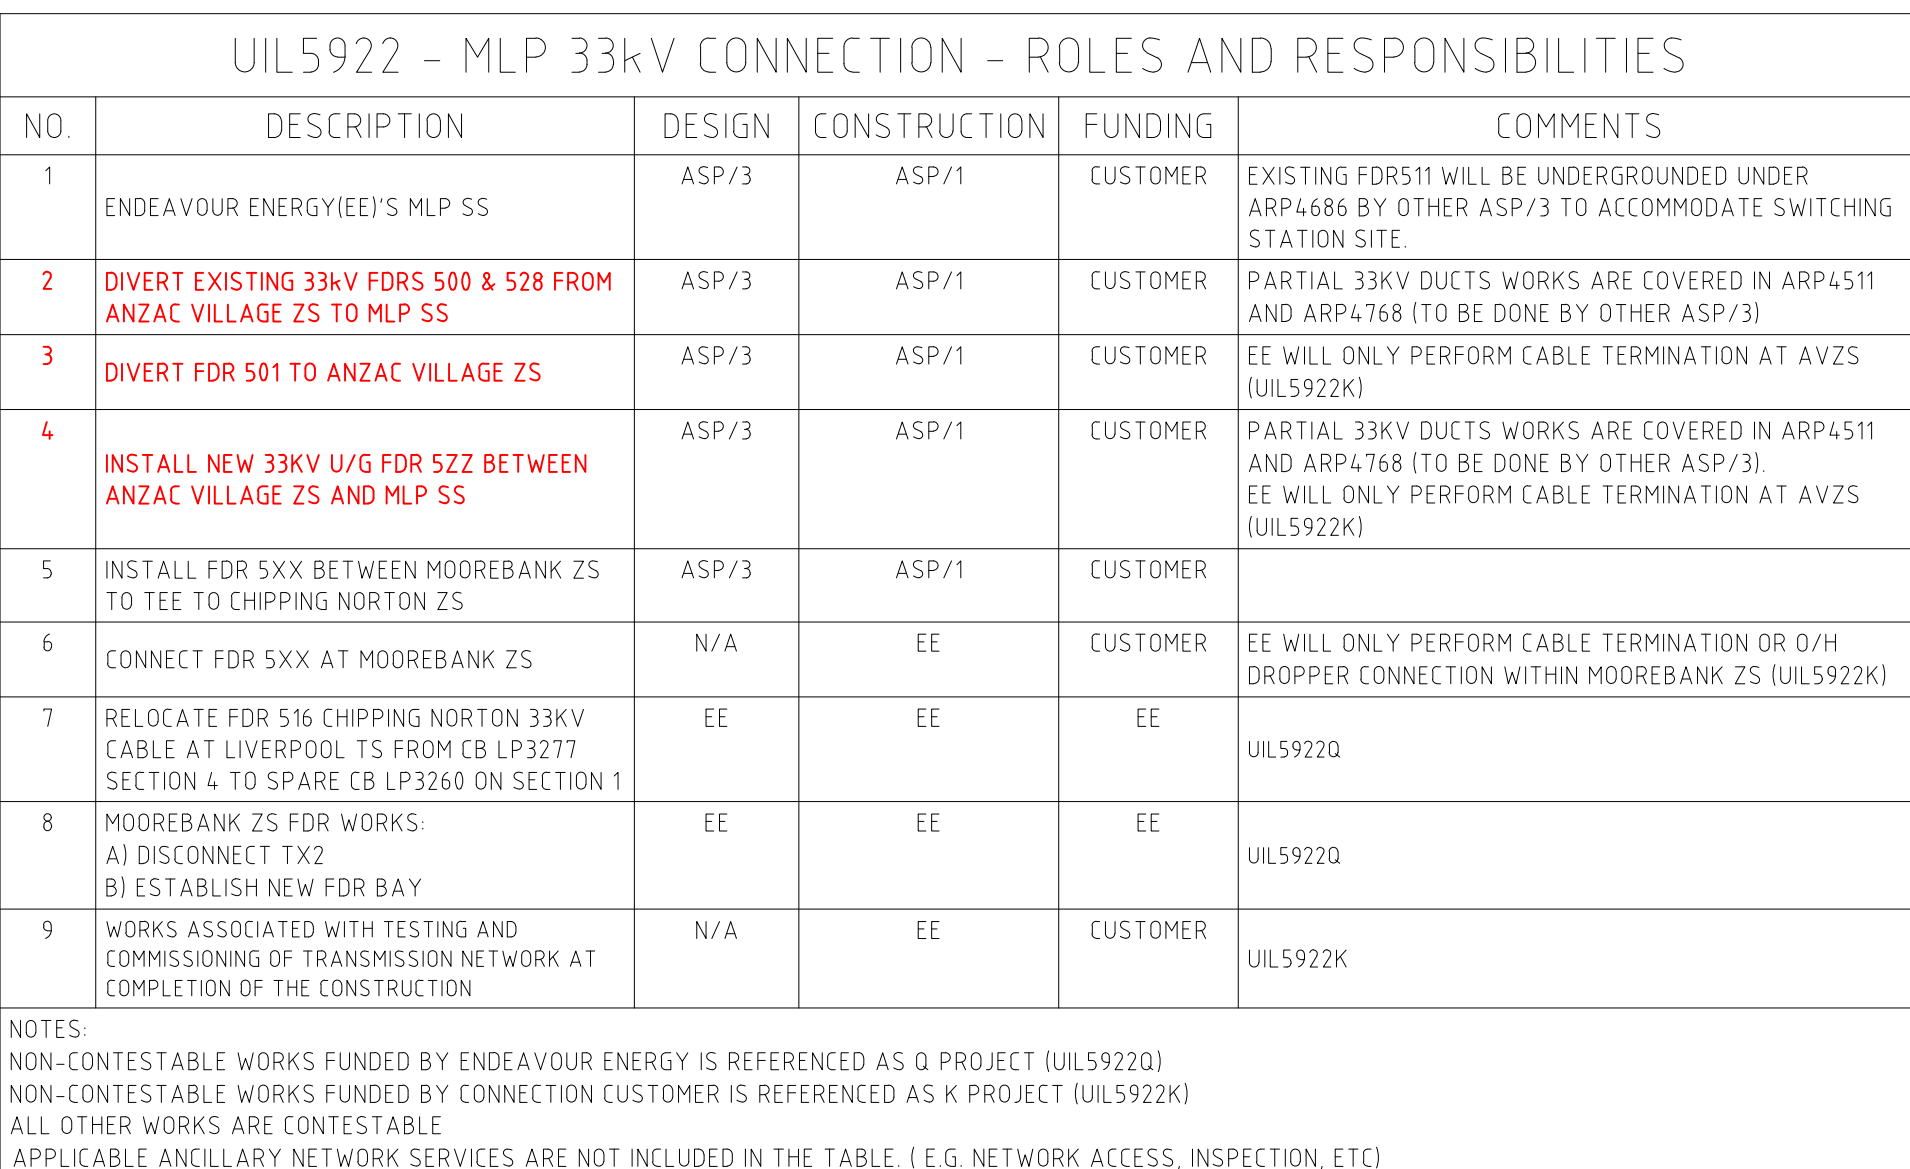 UIL5922 – MLP 33kV CONNECTION – ROLES AND RESPONSIBILITIES
NO. DESCRIPTION DESIGN CONSTRUCTION FUNDING COMMENTS
1 ASP/3 ASP/1 CUSTOMER
ENDEAVOUR ENERGY(EE)'S MLP SS
EXISTING FDR511 WILL BE UNDERGROUNDED UNDER
ARP4686 BY OTHER ASP/3 TO ACCOMMODATE SWITCHING
STATION SITE.
2 DIVERT EXISTING 33kV FDRS 500 & 528 FROM
ANZAC VILLAGE ZS TO MLP SS
ASP/3 ASP/1 CUSTOMER
PARTIAL 33KV DUCTS WORKS ARE COVERED IN ARP4511
AND ARP4768 (TO BE DONE BY OTHER ASP/3)
3 DIVERT FDR 501 TO ANZAC VILLAGE ZS
ASP/3 ASP/1 CUSTOMER
EE WILL ONLY PERFORM CABLE TERMINATION AT AVZS
(UIL5922K)
4 INSTALL NEW 33KV U/G FDR 5ZZ BETWEEN
ANZAC VILLAGE ZS AND MLP SS
ASP/3 ASP/1 CUSTOMER
PARTIAL 33KV DUCTS WORKS ARE COVERED IN ARP4511
AND ARP4768 (TO BE DONE BY OTHER ASP/3).
EE WILL ONLY PERFORM CABLE TERMINATION AT AVZS
(UIL5922K)
5 INSTALL FDR 5XX BETWEEN MOOREBANK ZS
TO TEE TO CHIPPING NORTON ZS
ASP/3 ASP/1 CUSTOMER
6 CONNECT FDR 5XX AT MOOREBANK ZS
N/A EE CUSTOMER
EE WILL ONLY PERFORM CABLE TERMINATION OR O/H
DROPPER CONNECTION WITHIN MOOREBANK ZS (UIL5922K)
7 RELOCATE FDR 516 CHIPPING NORTON 33KV
CABLE AT LIVERPOOL TS FROM CB LP3277
SECTION 4 TO SPARE CB LP3260 ON SECTION 1
EE EE EE
UIL5922Q
8 MOOREBANK ZS FDR WORKS:
A) DISCONNECT TX2
B) ESTABLISH NEW FDR BAY
EE EE EE
UIL5922Q
9 WORKS ASSOCIATED WITH TESTING AND
COMMISSIONING OF TRANSMISSION NETWORK AT
COMPLETION OF THE CONSTRUCTION
N/A EE CUSTOMER
UIL5922K
NOTES:
NON-CONTESTABLE WORKS FUNDED BY ENDEAVOUR ENERGY IS REFERENCED AS Q PROJECT (UIL5922Q)
NON-CONTESTABLE WORKS FUNDED BY CONNECTION CUSTOMER IS REFERENCED AS K PROJECT (UIL5922K)
ALL OTHER WORKS ARE CONTESTABLE
APPLICABLE ANCILLARY NETWORK SERVICES ARE NOT INCLUDED IN THE TABLE. ( E.G. NETWORK ACCESS, INSPECTION, ETC)